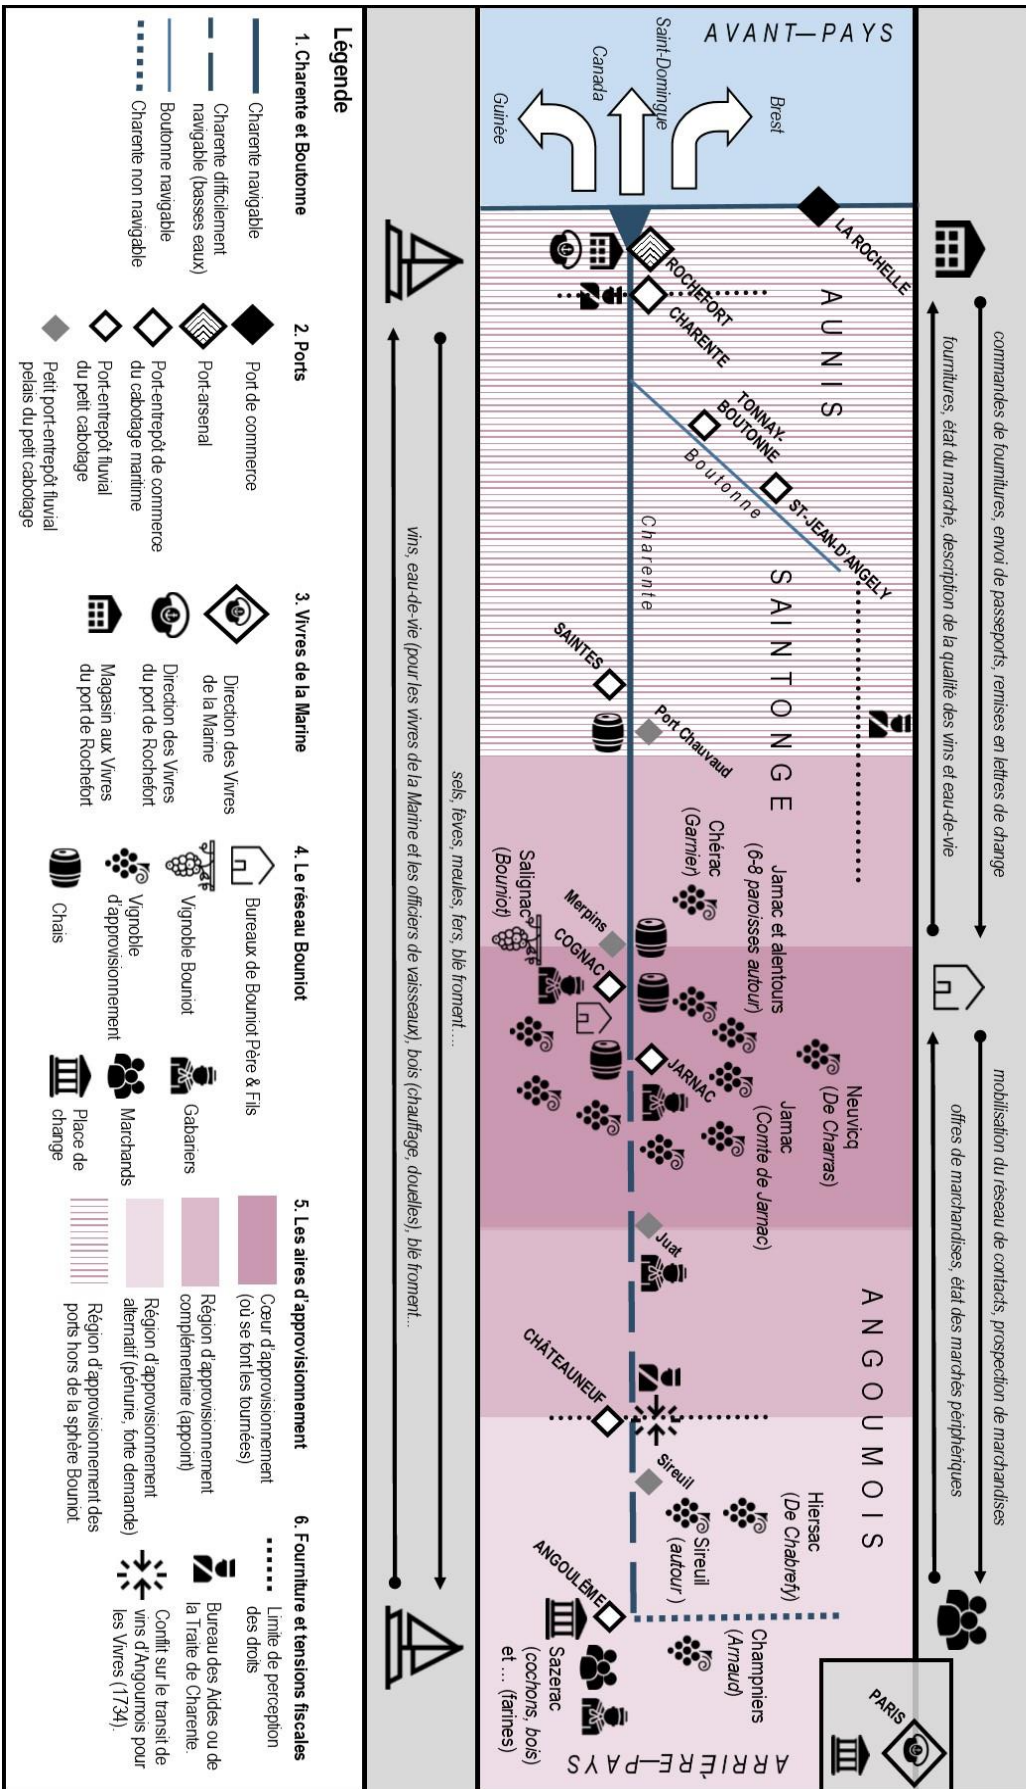 commandes de fournitures, envoi de passeports, remises en lettres de change
fournitures, état du marché, description de la qualité des vins et eau-de-vie
mobilisation du réseau de contacts, prospection de marchandises
offres de marchandises, état des marchés périphériques
AVANT—PAYS
Brest
Saint-Domingue
Canada
Guinée
LA ROCHELLE
AUNIS
ROCHEFORT
CHARENTE
TONNAY-
BOUTONNE
Boutonne
ST-JEAN-D'ANGELY
Charente
SAINTONGE
SAINTES
Port Chauvaud
Chérac
(Garnier)
Jarnac et alentours
(6-8 paroisses autour)
Salignac
(Bouniot)
Merpins
COGNAC
JARNAC
Neuvicq
(De Charras)
Jarnac
(Comte de Jarnac)
Juat
ANGOUMOIS
CHÂTEAUNEUF
Sireuil
Hiersac
(De Chabrefy)
Sireuil
(autour)
ANGOULÊME
Champniers
(Arnaud)
Sazerac
(cochons, bois)
et … (farines)
PARIS
ARRIÈRE—PAYS
sels, fèves, meules, fers, blé froment….
vins, eau-de-vie (pour les vivres de la Marine et les officiers de vaisseaux), bois (chauffage, douelles), blé froment...
Légende
1. Charente et Boutonne
Charente navigable
Charente difficilement
navigable (basses eaux)
Boutonne navigable
Charente non navigable
2. Ports
Port de commerce
Port-arsenal
Port-entrepôt de commerce
du cabotage maritime
Port-entrepôt fluvial
du petit cabotage
Petit port-entrepôt fluvial
pelais du petit cabotage
3. Vivres de la Marine
Direction des Vivres
de la Marine
Direction des Vivres
du port de Rochefort
Magasin aux Vivres
du port de Rochefort
4. Le réseau Bouniot
Bureaux de Bouniot Père & Fils
Vignoble Bouniot
Vignoble
d'approvisionnement
Chais
Gabariers
Marchands
Place de
change
5. Les aires d'approvisionnement
Cœur d'approvisionnement
(où se font les tournées)
Région d'approvisionnement
complémentaire (appoint)
Région d'approvisionnement
alternatif (pénurie, forte demande)
Région d'approvisionnement des
ports hors de la sphère Bouniot
6. Fourniture et tensions fiscales
Limite de perception
des droits
Bureau des Aides ou de
la Traite de Charente.
Conflit sur le transit de
vins d'Angoumois pour
les Vivres (1734).